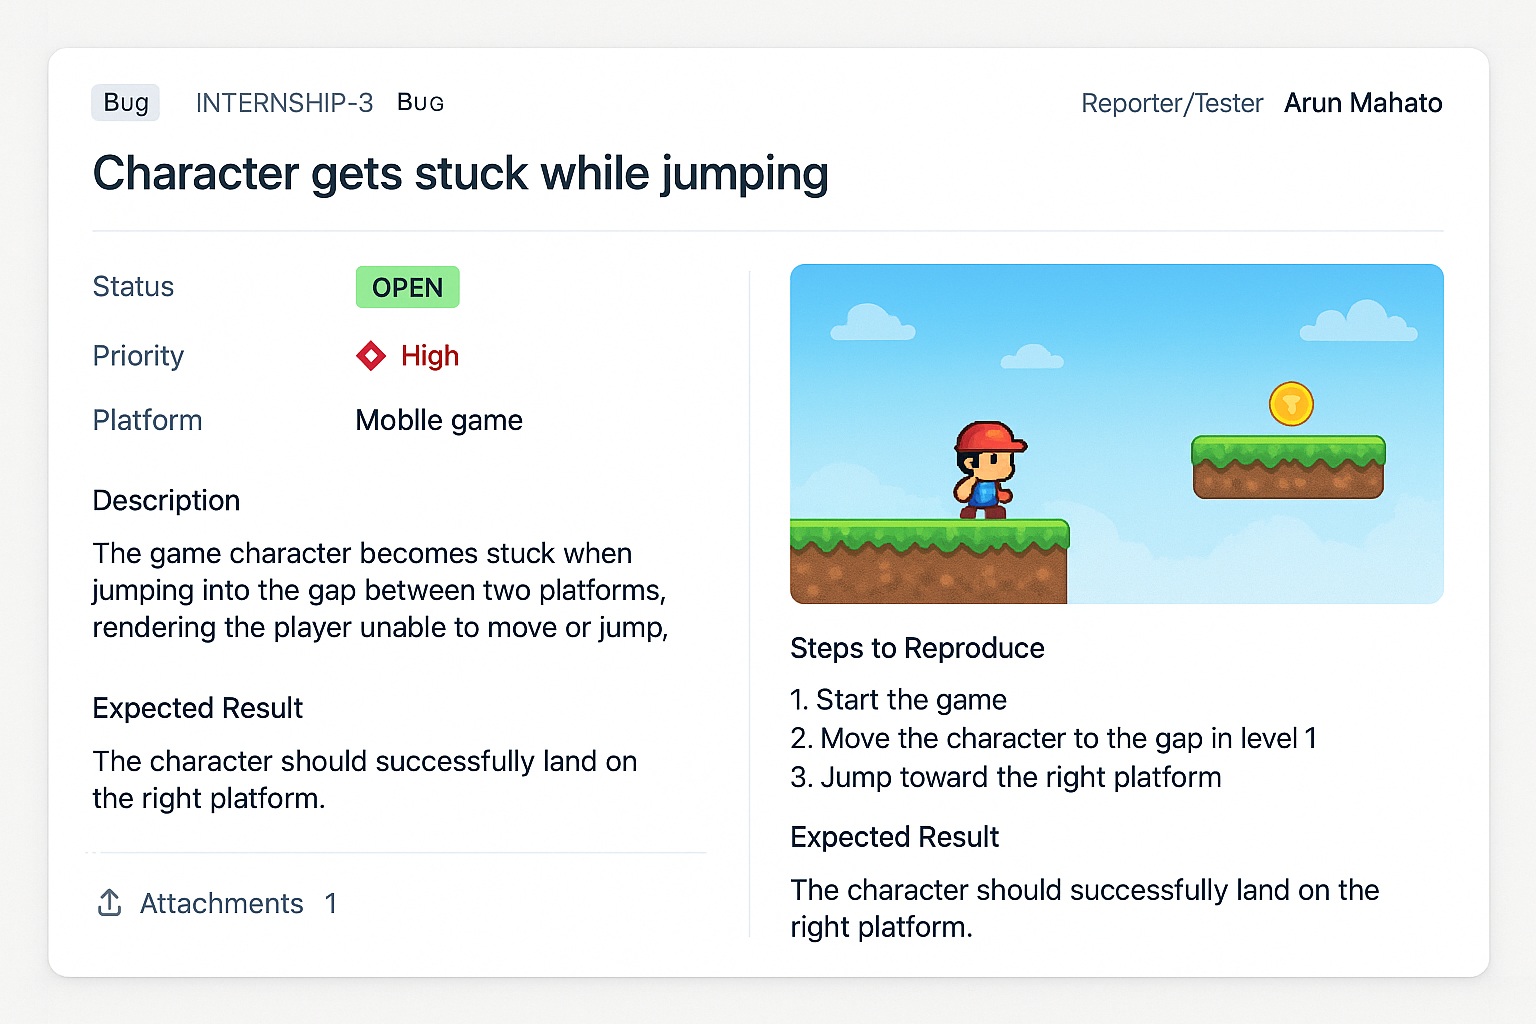 Bug INTERNSHIP-3 BUG Reporter/Tester Arun Mahato
Character gets stuck while jumping
Status OPEN
Priority High
Platform Moblle game
Description
The game character becomes stuck when
jumping into the gap between two platforms,
rendering the player unable to move or jump,
Expected Result
The character should successfully land on
the right platform.
Attachments 1
Steps to Reproduce
1. Start the game
2. Move the character to the gap in level 1
3. Jump toward the right platform
Expected Result
The character should successfully land on the
right platform.